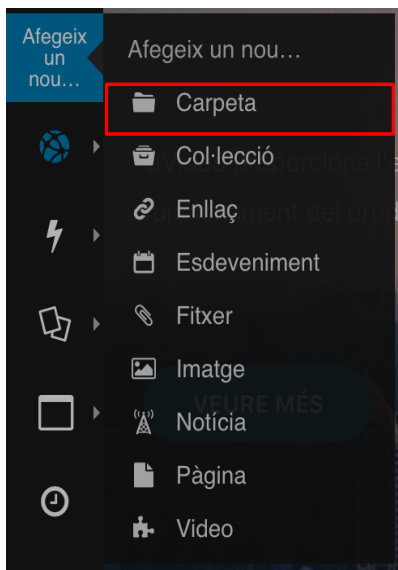 Afegeix
un
nou…
Afegeix un nou…
Carpeta
Col·lecció
Enllaç
Esdeveniment
Fitxer
Imatge
VEURE MÉS
Notícia
Pàgina
Video